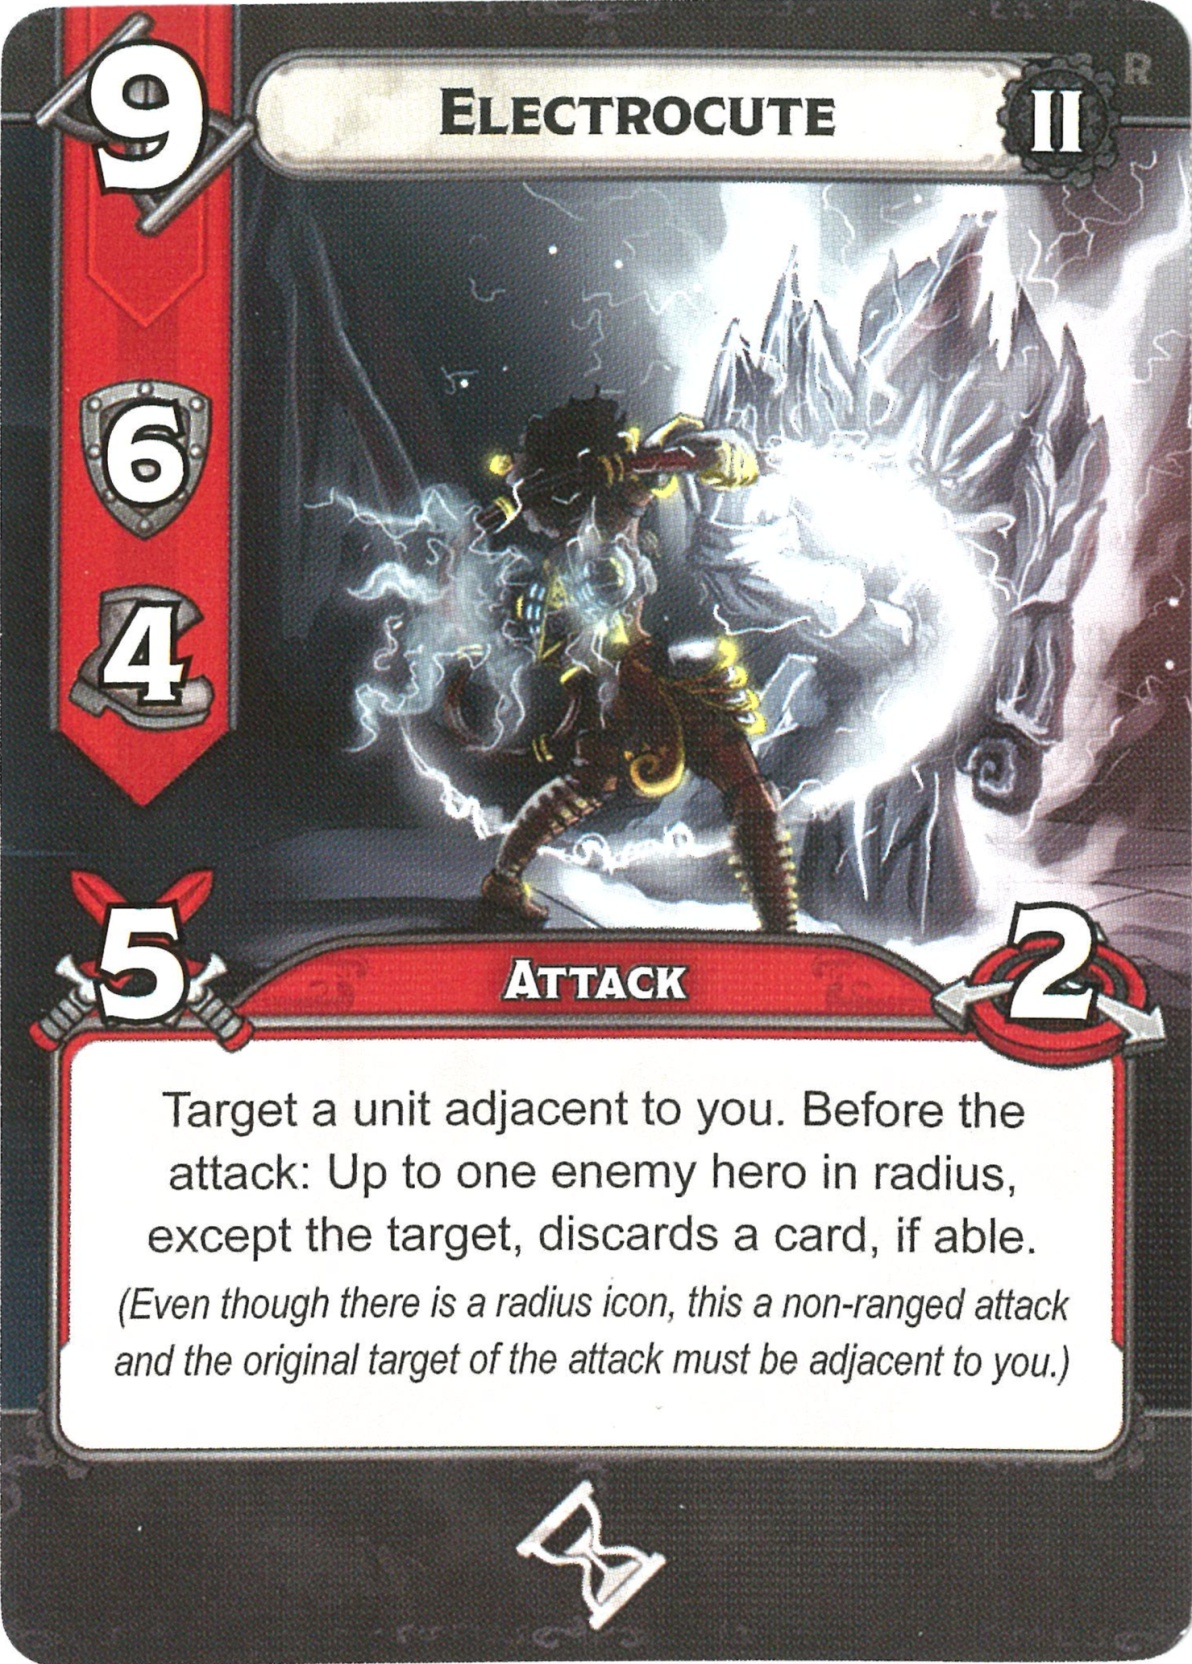 9
ELECTROCUTE
II
R
6
4
5
ATTACK
2
Target a unit adjacent to you. Before the
attack: Up to one enemy hero in radius,
except the target, discards a card, if able.
(Even though there is a radius icon, this a non-ranged attack
and the original target of the attack must be adjacent to you.)